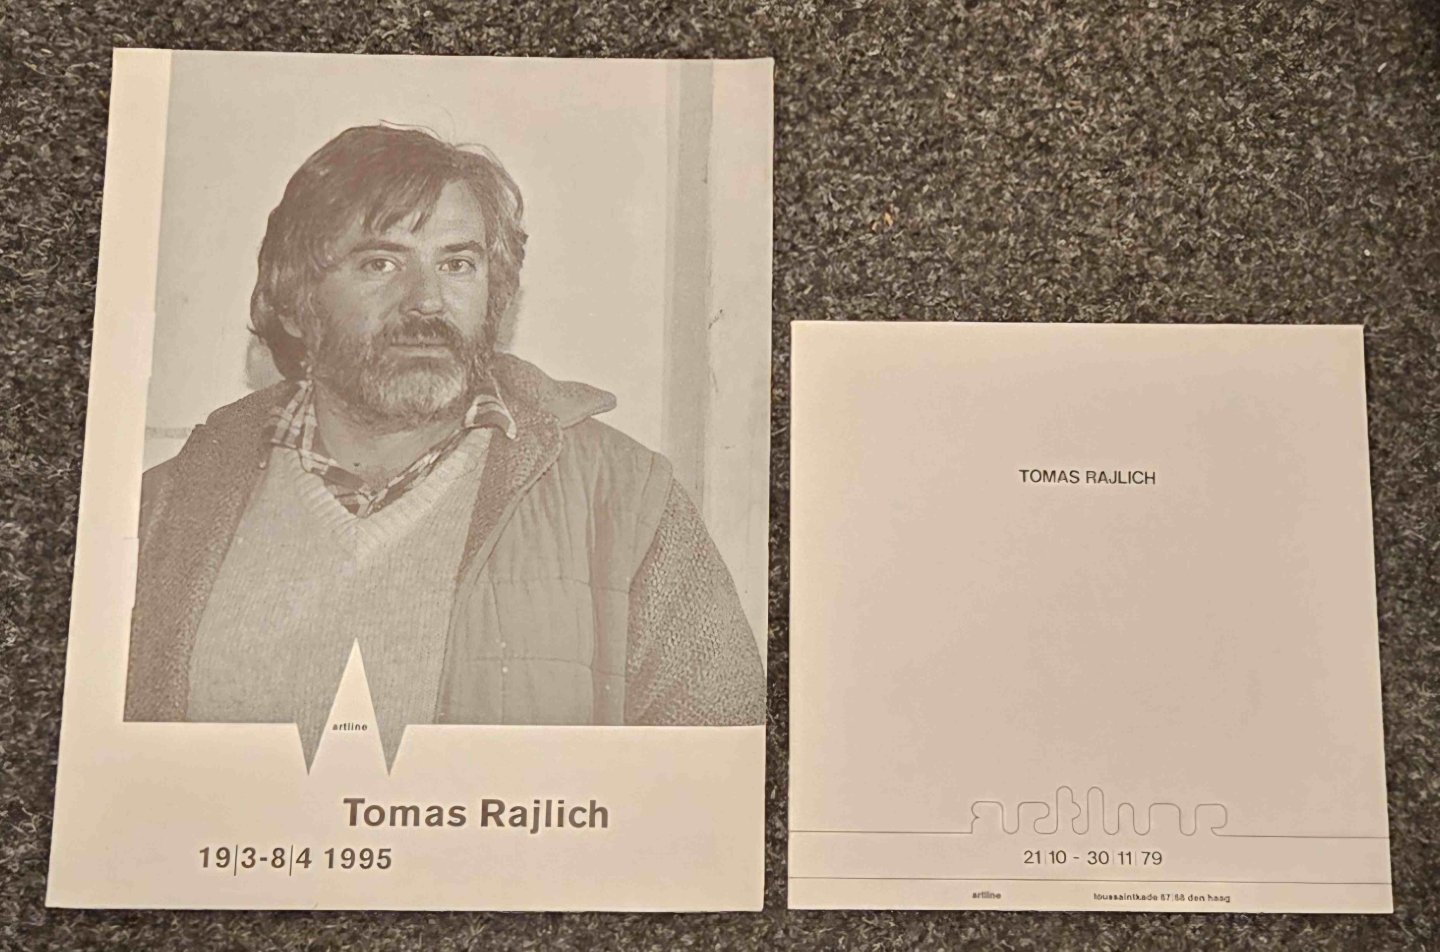 artline
Tomas Rajlich
19|3-8|4 1995
TOMAS RAJLICH
artline
21|10 - 30|11|79
artline toussaintkade 67|68 den haag